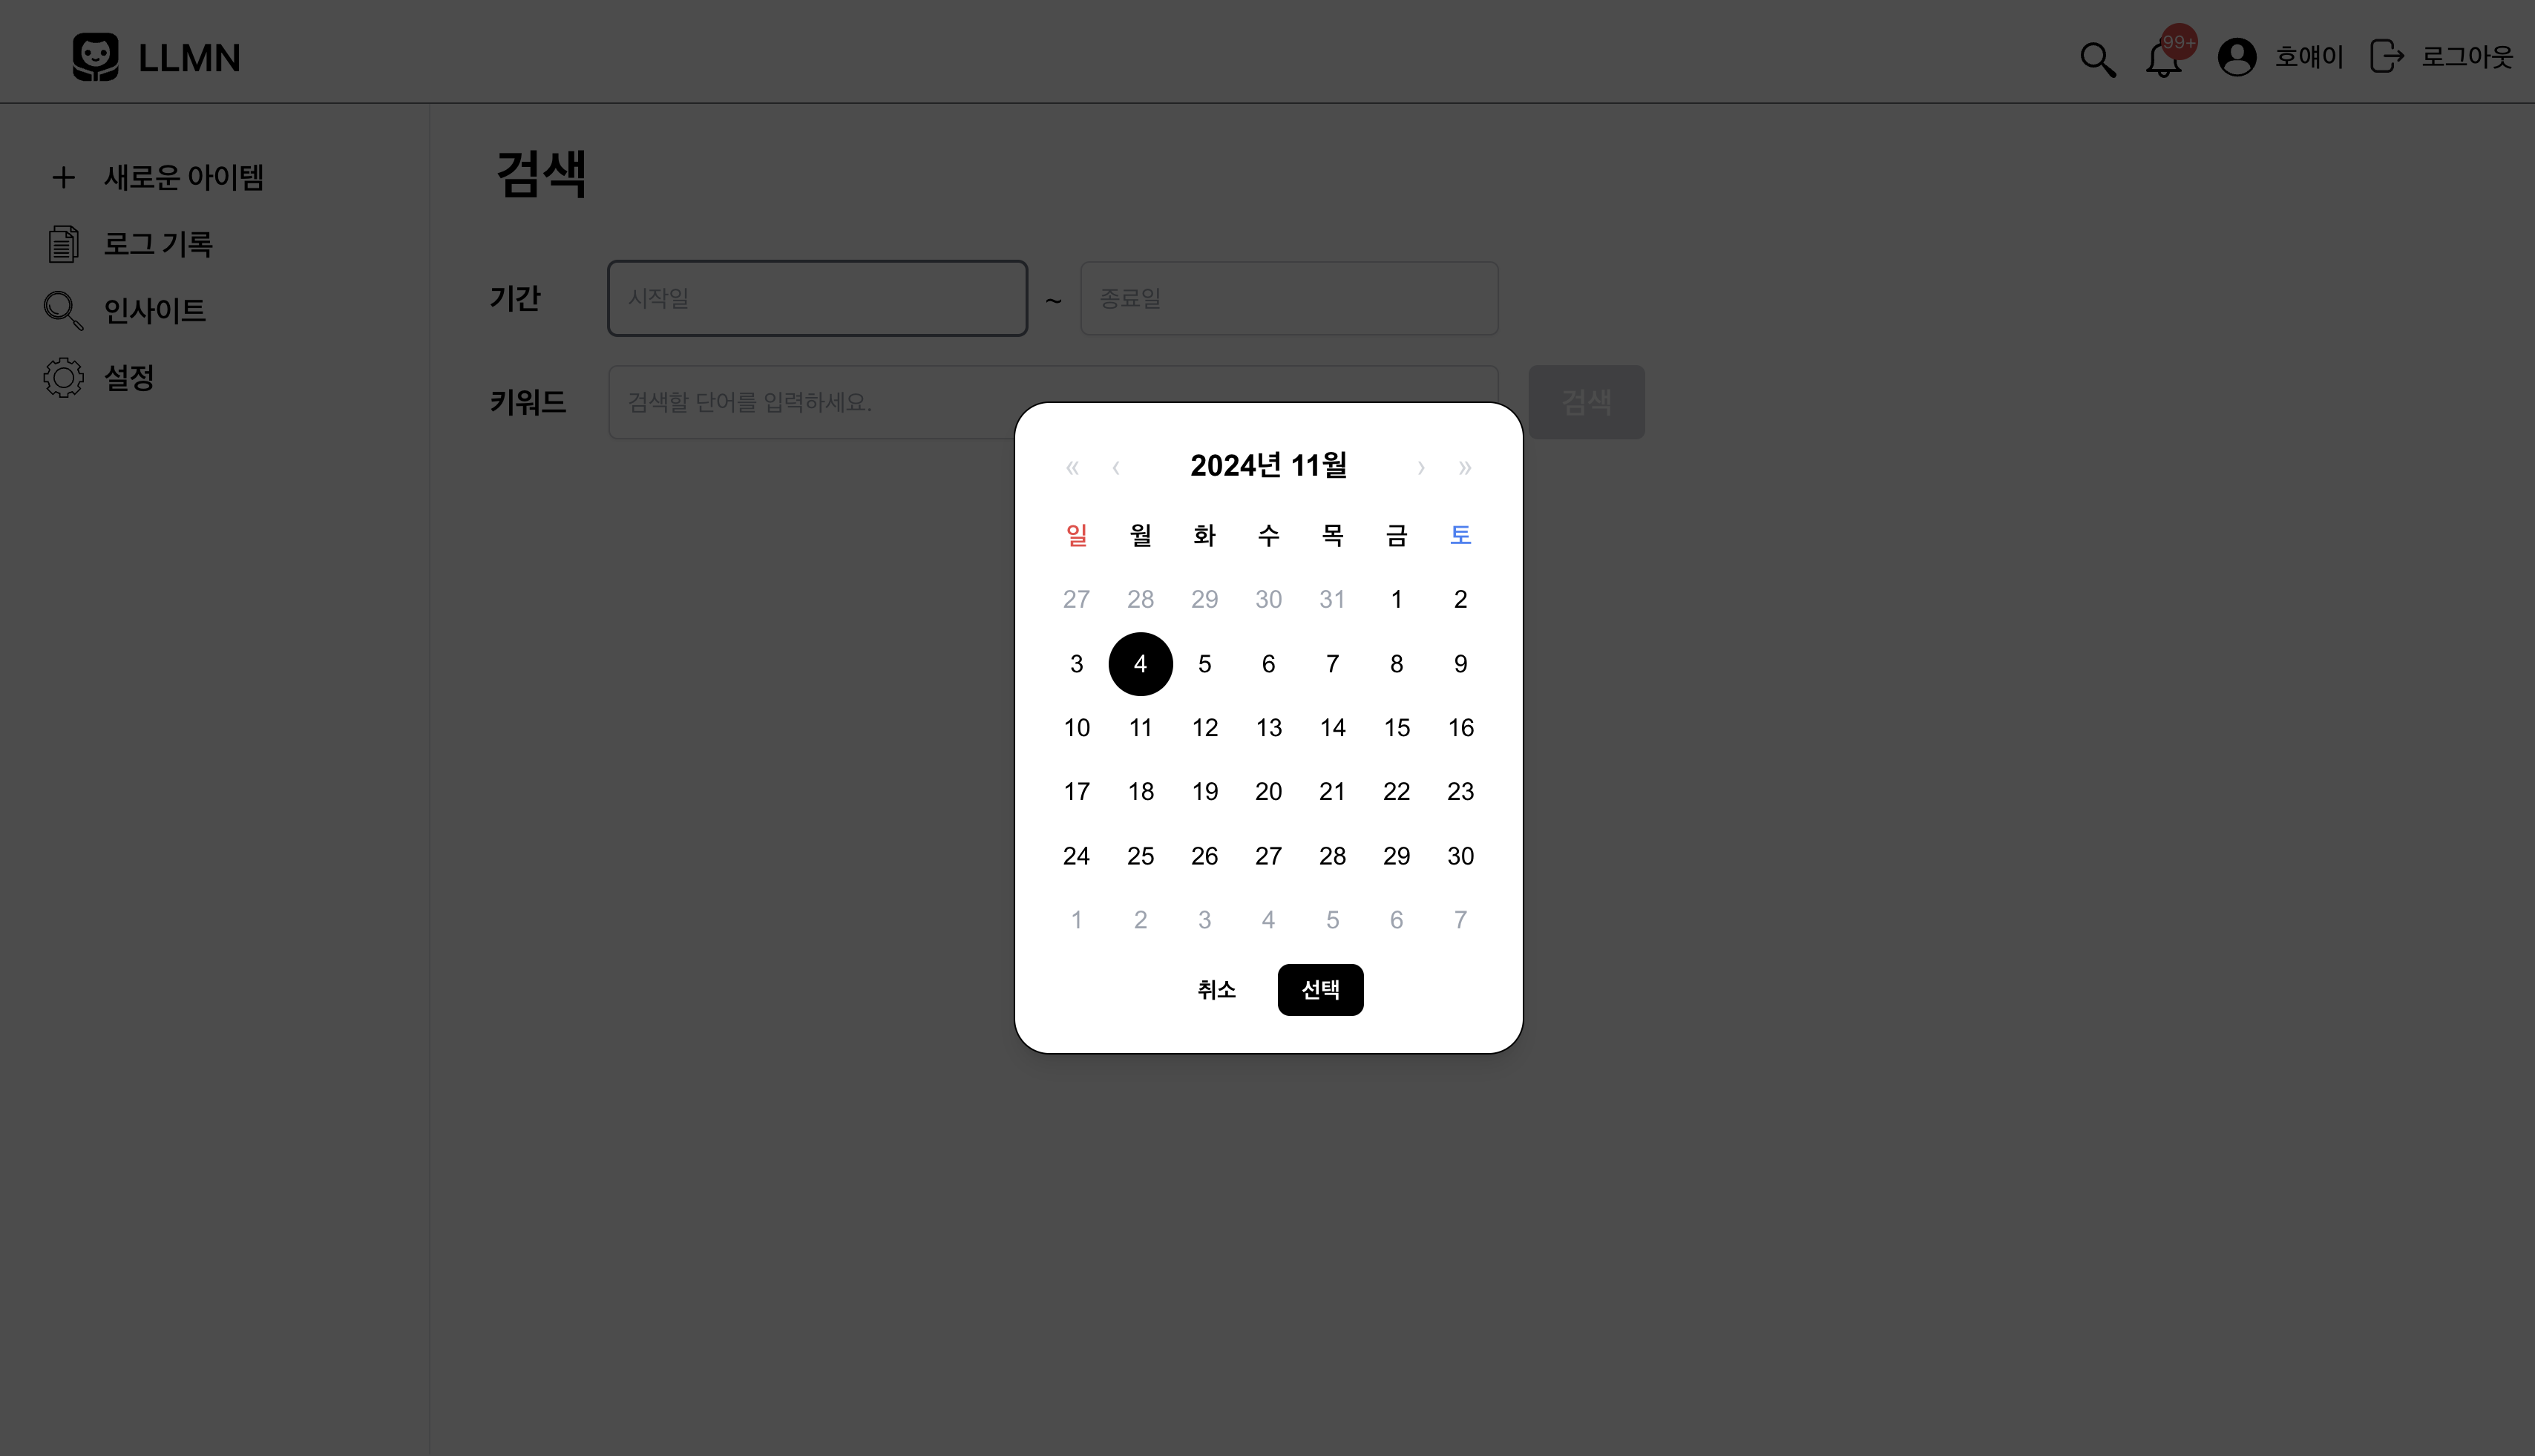 LLMN
99+
호얘이
로그아웃
새로운 아이템
로그 기록
인사이트
설정
검색
기간
시작일
~
종료일
키워드
검색할 단어를 입력하세요.
검색
« ‹ 2024년 11월 › »
일 월 화 수 목 금 토
27 28 29 30 31 1 2
3 4 5 6 7 8 9
10 11 12 13 14 15 16
17 18 19 20 21 22 23
24 25 26 27 28 29 30
1 2 3 4 5 6 7
취소 선택